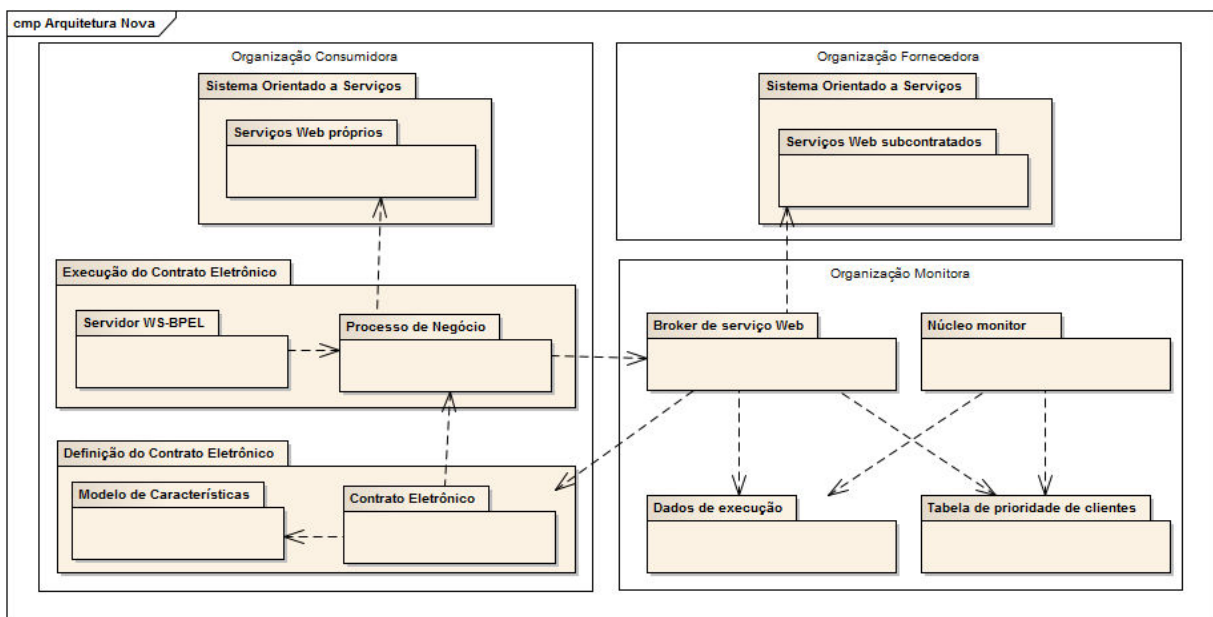 cmp Arquitetura Nova
Organização Consumidora
Sistema Orientado a Serviços
Serviços Web próprios
Execução do Contrato Eletrônico
Servidor WS-BPEL
Processo de Negócio
Definição do Contrato Eletrônico
Modelo de Características
Contrato Eletrônico
Organização Fornecedora
Sistema Orientado a Serviços
Serviços Web subcontratados
Organização Monitora
Broker de serviço Web
Núcleo monitor
Dados de execução
Tabela de prioridade de clientes